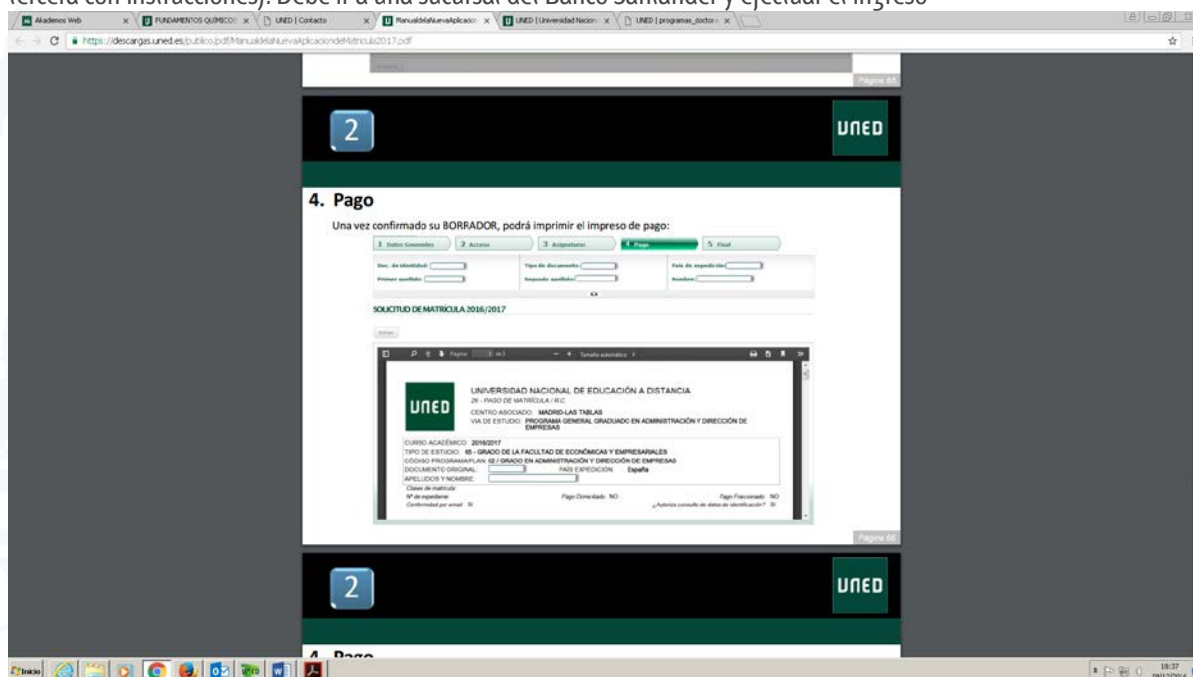 tercera con instrucciones). Debe ir a una sucursal del Banco Santander y efectuar el ingreso
Akademos Web
FUNDAMENTOS QUÍMICOS
UNED | Contacto
ManualdelaNuevaAplicacion
UNED | Universidad Nacion
UNED | programas_doctor
https://descargas.uned.es/publico/pdf/ManualdelaNuevaAplicaciondeMatricula2017.pdf
Página 65
2
UNED
4. Pago
Una vez confirmado su BORRADOR, podrá imprimir el impreso de pago:
1 Datos Generales
2 Acceso
3 Asignaturas
4 Pago
5 Final
Doc. de Identidad:
Tipo de documento:
País de expedición:
Primer apellido:
Segundo apellido:
Nombre:
SOLICITUD DE MATRÍCULA 2016/2017
Volver
Página 1 de 3
Tamaño automático
UNED
UNIVERSIDAD NACIONAL DE EDUCACIÓN A DISTANCIA
26 - PAGO DE MATRÍCULA / R.C.
CENTRO ASOCIADO: MADRID-LAS TABLAS
VIA DE ESTUDIO: PROGRAMA GENERAL GRADUADO EN ADMINISTRACIÓN Y DIRECCIÓN DE
EMPRESAS
CURSO ACADÉMICO: 2016/2017
TIPO DE ESTUDIO: 65 - GRADO DE LA FACULTAD DE ECONÓMICAS Y EMPRESARIALES
CÓDIGO PROGRAMA/PLAN: 02 / GRADO EN ADMINISTRACIÓN Y DIRECCIÓN DE EMPRESAS
DOCUMENTO ORIGINAL: PAÍS EXPEDICIÓN: España
APELLIDOS Y NOMBRE:
Clases de matrícula:
Nº de expediente: Pago Domiciliado: NO Pago Fraccionado: NO
Conformidad por email: SI ¿Autoriza consulta de datos de identificación? SI
Página 66
2
UNED
4. Pago
Inicio
18:37
09/12/2016